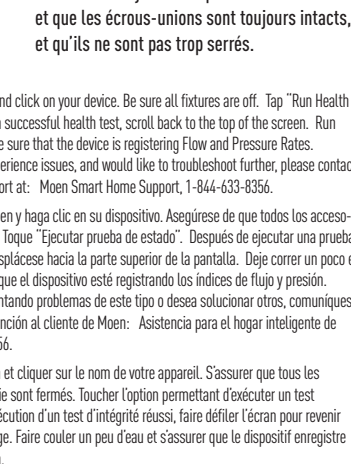 et que les écrous-unions sont toujours intacts,
et qu'ils ne sont pas trop serrés.
nd click on your device. Be sure all fixtures are off. Tap "Run Health
successful health test, scroll back to the top of the screen. Run
e sure that the device is registering Flow and Pressure Rates.
erience issues, and would like to troubleshoot further, please contac
ort at: Moen Smart Home Support, 1-844-633-8356.
en y haga clic en su dispositivo. Asegúrese de que todos los acceso-
Toque "Ejecutar prueba de estado". Después de ejecutar una prueba
splácese hacia la parte superior de la pantalla. Deje correr un poco
que el dispositivo esté registrando los índices de flujo y presión.
ntando problemas de este tipo o desea solucionar otros, comuníques
nción al cliente de Moen: Asistencia para el hogar inteligente de
56.
et cliquer sur le nom de votre appareil. S'assurer que tous les
ie sont fermés. Toucher l'option permettant d'exécuter un test
écution d'un test d'intégrité réussi, faire défiler l'écran pour revenir
ge. Faire couler un peu d'eau et s'assurer que le dispositif enregistre